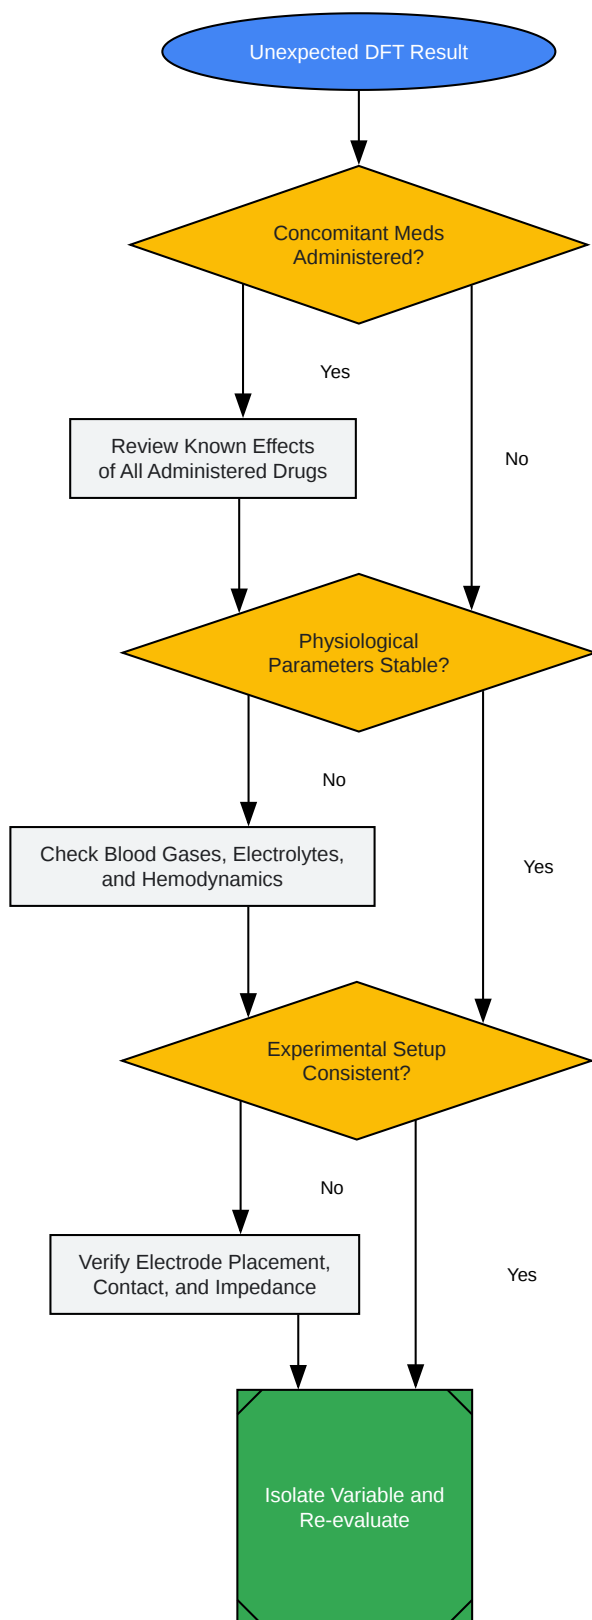 Unexpected DFT Result
Concomitant Meds
Administered?
Yes
Review Known Effects
of All Administered Drugs
No
Physiological
Parameters Stable?
No
Check Blood Gases, Electrolytes,
and Hemodynamics
Yes
Experimental Setup
Consistent?
No
Verify Electrode Placement,
Contact, and Impedance
Yes
Isolate Variable and
Re-evaluate